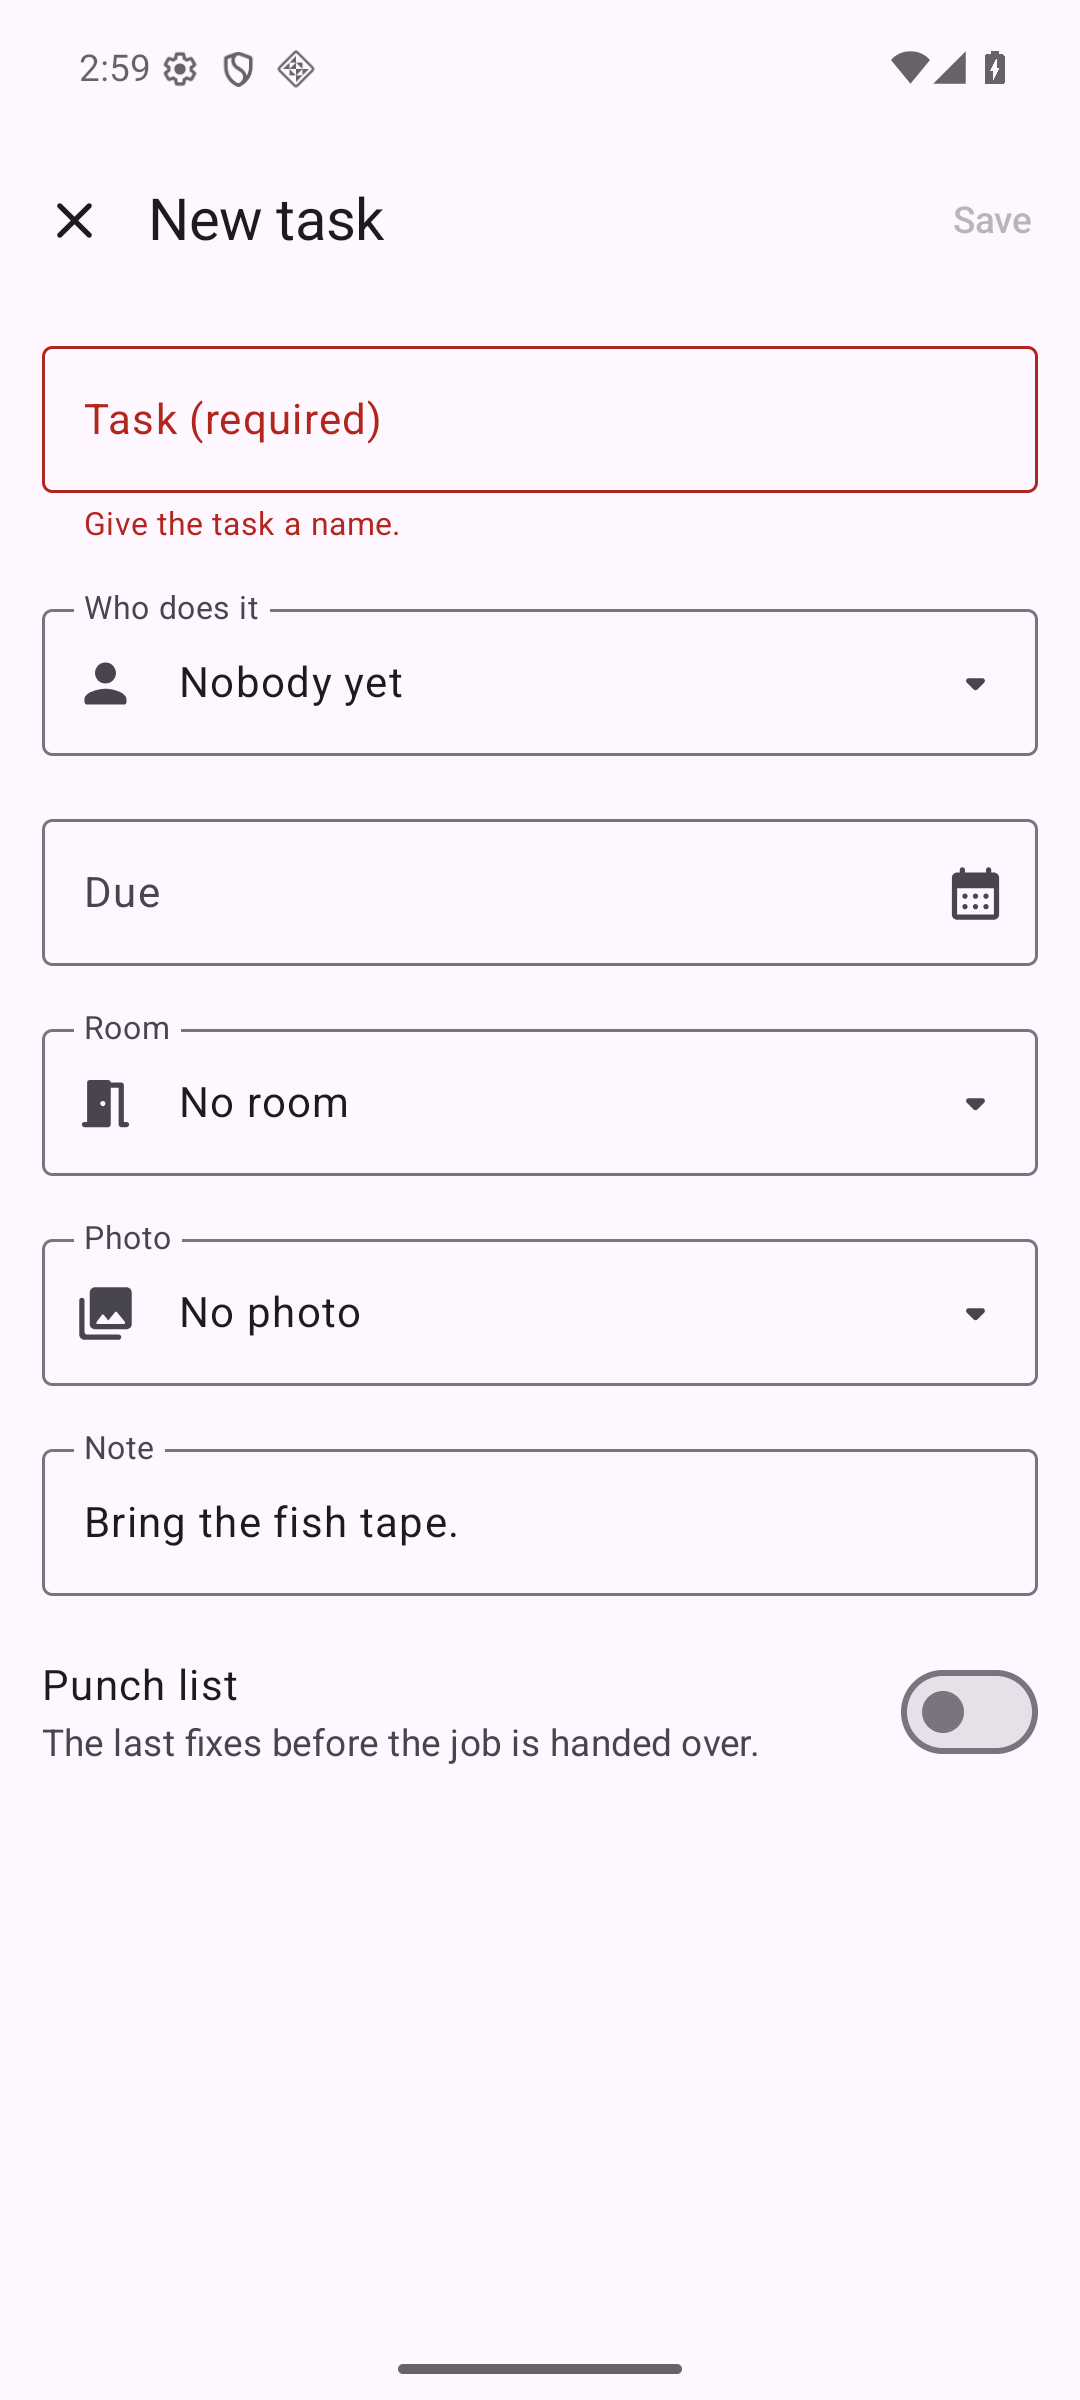 2:59
New task
Save
Task (required)
Give the task a name.
Who does it
Nobody yet
Due
Room
No room
Photo
No photo
Note
Bring the fish tape.
Punch list
The last fixes before the job is handed over.